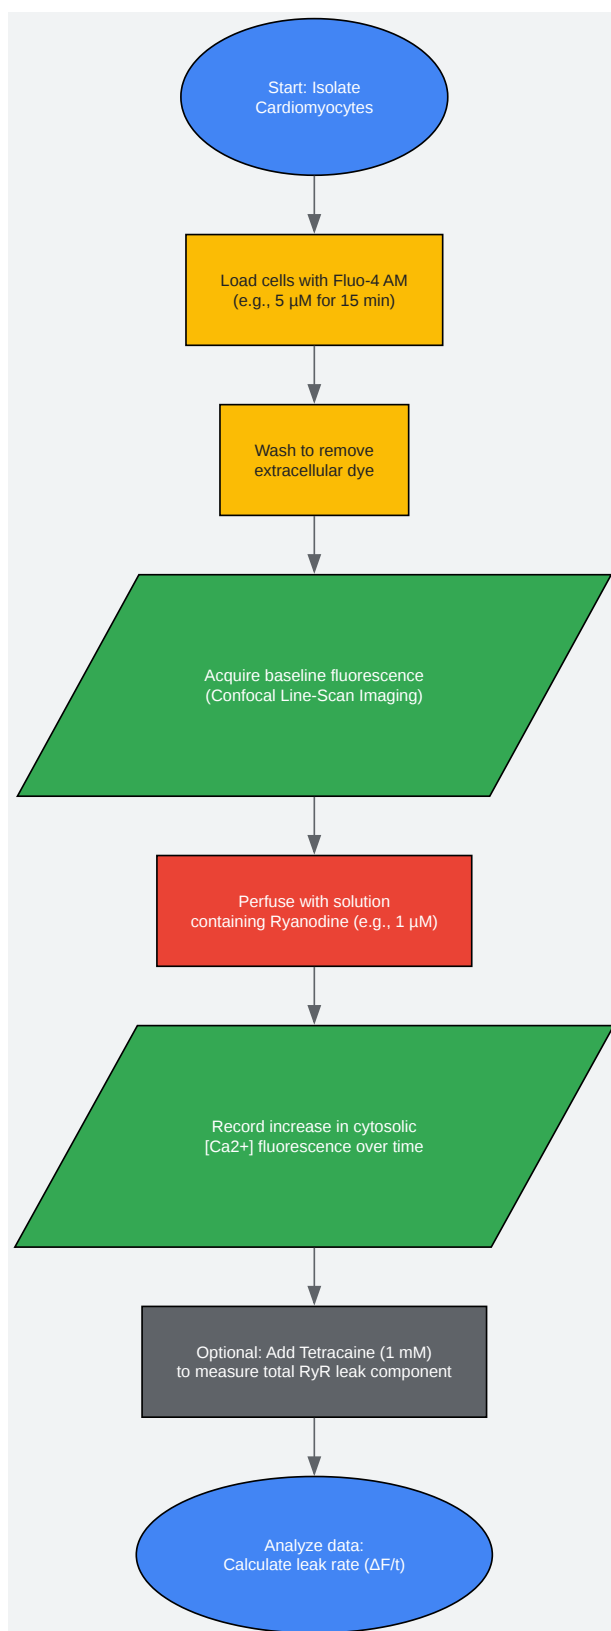 Start: Isolate
Cardiomyocytes
Load cells with Fluo-4 AM
(e.g., 5 µM for 15 min)
Wash to remove
extracellular dye
Acquire baseline fluorescence
(Confocal Line-Scan Imaging)
Perfuse with solution
containing Ryanodine (e.g., 1 µM)
Record increase in cytosolic
[Ca2+] fluorescence over time
Optional: Add Tetracaine (1 mM)
to measure total RyR leak component
Analyze data:
Calculate leak rate (ΔF/t)